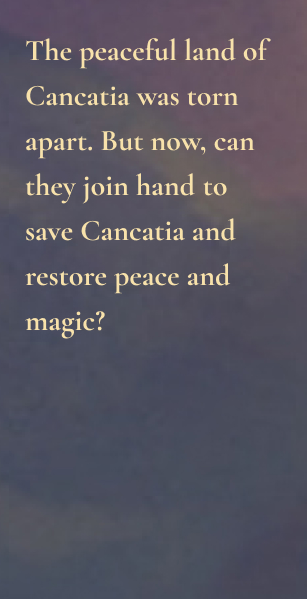 The peaceful land of
Cancatia was torn
apart. But now, can
they join hand to
save Cancatia and
restore peace and
magic?